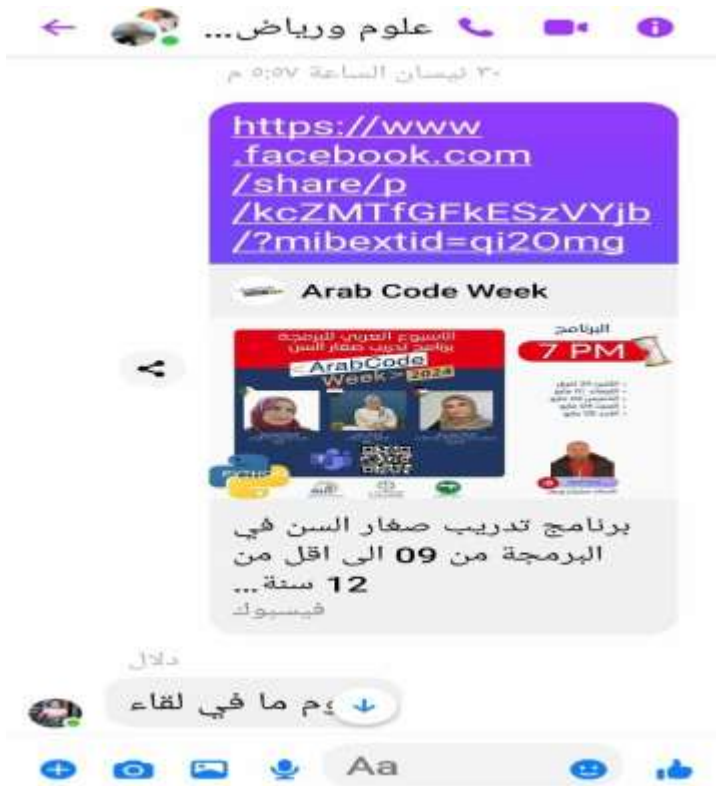 علوم ورياض...
٣٠ نيسان الساعة ٥:٥٧ م
https://www
.facebook.com
/share/p
/kcZMTfGFkESzVYjb
/?mibextid=qi2Omg
Arab Code Week
الاسبوع العربي للبرمجة
برنامج تدريب صغار السن
<ArabCode
Week> 2024
البرنامج
7 PM
PYTHON
برنامج تدريب صغار السن في
البرمجة من 09 الى اقل من
12 سنة...
فيسبوك
دلال
ما في لقاء
Aa